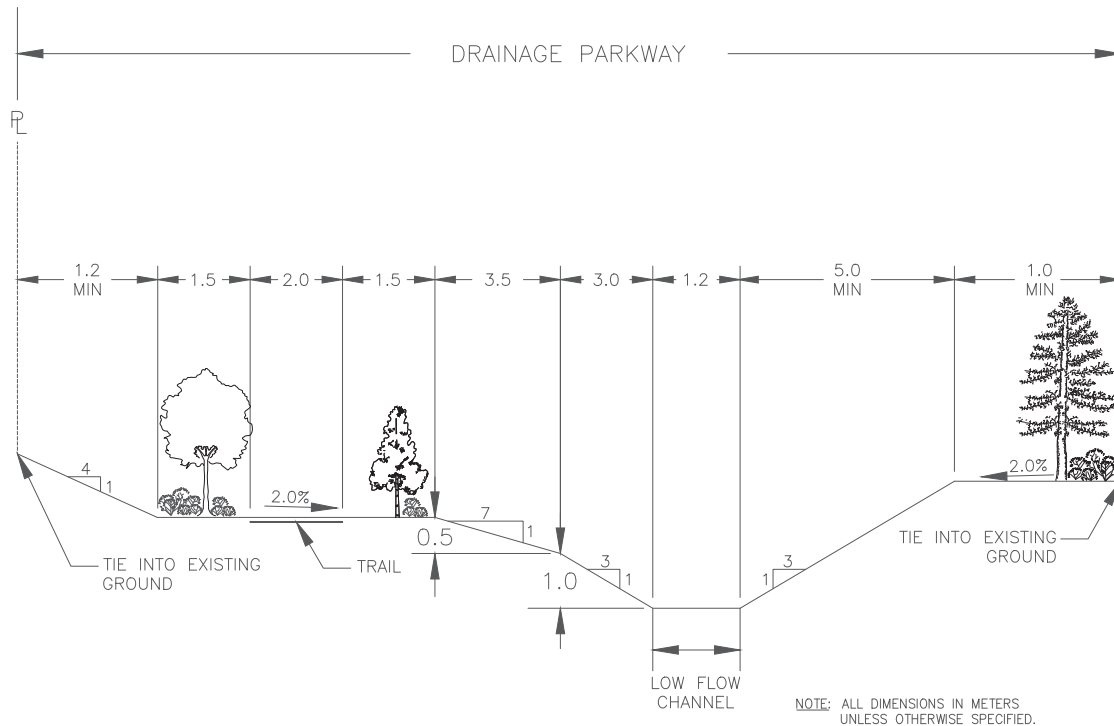 DRAINAGE PARKWAY
PL
1.2
MIN
1.5
2.0
1.5
3.5
3.0
1.2
5.0
MIN
1.0
MIN
4
1
2.0%
7
1
0.5
3
1
1.0
3
1
2.0%
TIE INTO EXISTING
GROUND
TRAIL
TIE INTO EXISTING
GROUND
LOW FLOW
CHANNEL
NOTE: ALL DIMENSIONS IN METERS
UNLESS OTHERWISE SPECIFIED.